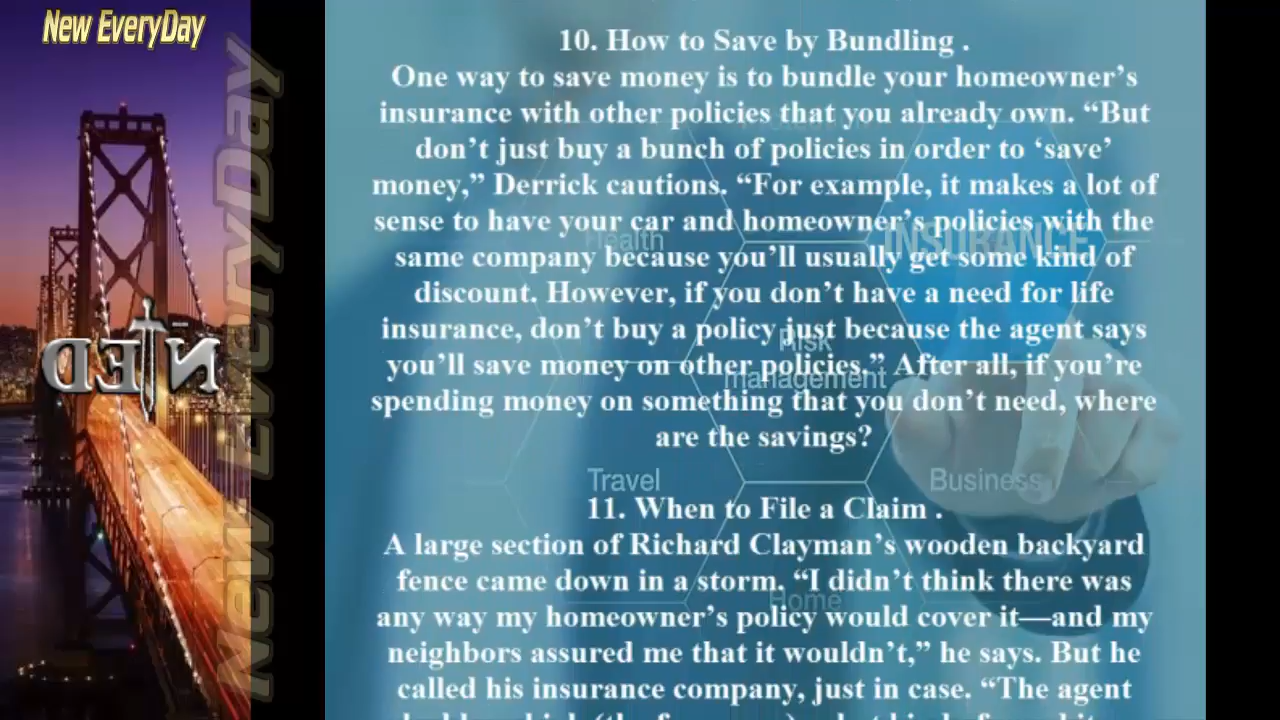 New EveryDay
New EveryDay
NED
10. How to Save by Bundling .
One way to save money is to bundle your homeowner’s
insurance with other policies that you already own. “But
don’t just buy a bunch of policies in order to ‘save’
money,” Derrick cautions. “For example, it makes a lot of
sense to have your car and homeowner’s policies with the
same company because you’ll usually get some kind of
discount. However, if you don’t have a need for life
insurance, don’t buy a policy just because the agent says
you’ll save money on other policies.” After all, if you’re
spending money on something that you don’t need, where
are the savings?
11. When to File a Claim .
A large section of Richard Clayman’s wooden backyard
fence came down in a storm. “I didn’t think there was
any way my homeowner’s policy would cover it—and my
neighbors assured me that it wouldn’t,” he says. But he
called his insurance company, just in case. “The agent
Health
INSURANCE
Risk
management
Travel
Business
Home